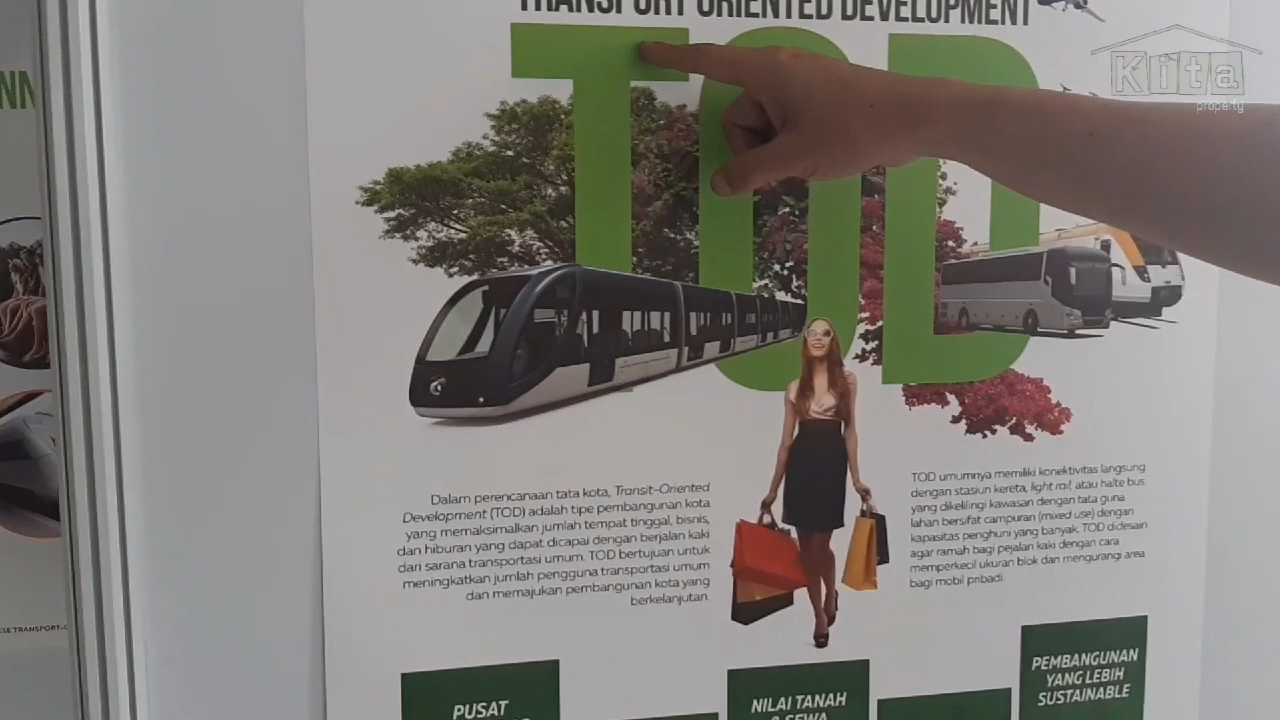 TRANSPORT ORIENTED DEVELOPMENT
TOD
Kita
property
NN
Dalam perencanaan tata kota, Transit-Oriented
Development (TOD) adalah tipe pembangunan kota
yang memaksimalkan jumlah tempat tinggal, bisnis,
dan hiburan yang dapat dicapai dengan berjalan kaki
dari sarana transportasi umum. TOD bertujuan untuk
meningkatkan jumlah pengguna transportasi umum
dan memajukan pembangunan kota yang
berkelanjutan.
TOD umumnya memiliki konektivitas langsung
dengan stasiun kereta, light rail, atau halte bus
yang dikelilingi kawasan dengan tata guna
lahan bersifat campuran (mixed use) dengan
kapasitas penghuni yang banyak. TOD didesain
agar ramah bagi pejalan kaki dengan cara
memperkecil ukuran blok dan mengurangi area
bagi mobil pribadi.
ESE TRANSPORT-
PUSAT
NILAI TANAH
& SEWA
PEMBANGUNAN
YANG LEBIH
SUSTAINABLE